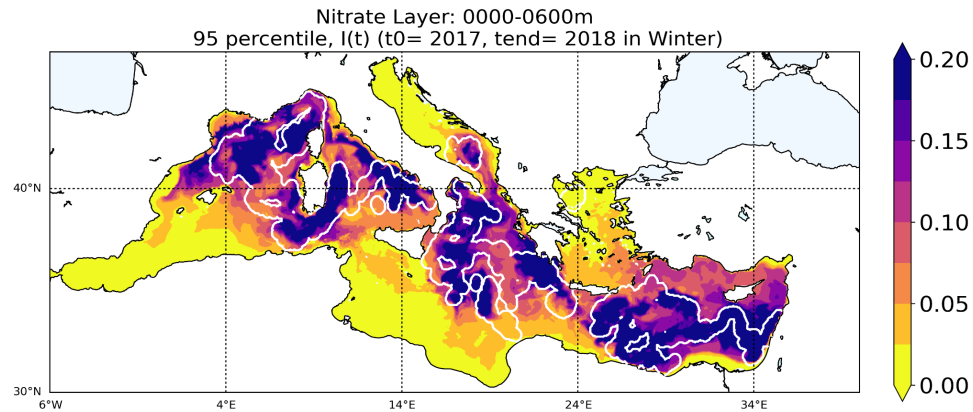 Nitrate Layer: 0000-0600m
95 percentile, I(t) (t0= 2017, tend= 2018 in Winter)
0.20
0.15
0.10
0.05
0.00
40°N
30°N
6°W 4°E 14°E 24°E 34°E